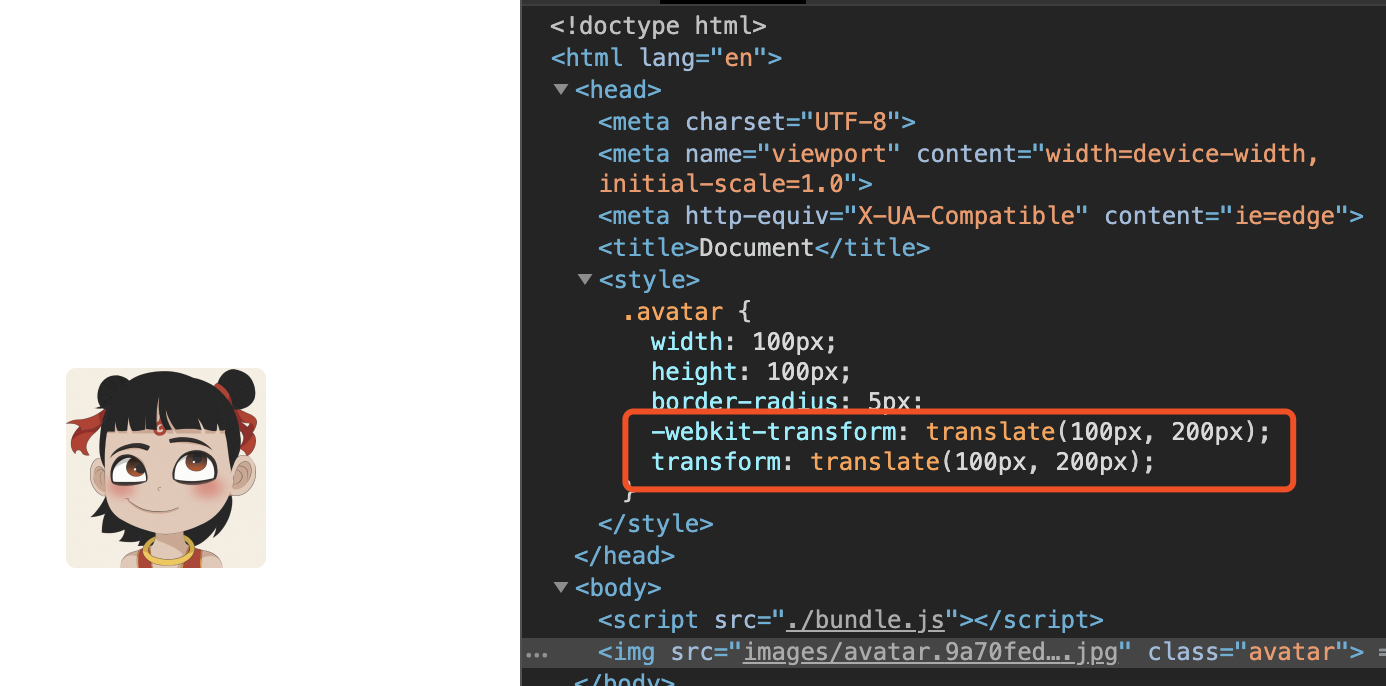 <!doctype html>
<html lang="en">
<head>
<meta charset="UTF-8">
<meta name="viewport" content="width=device-width,
initial-scale=1.0">
<meta http-equiv="X-UA-Compatible" content="ie=edge">
<title>Document</title>
<style>
.avatar {
width: 100px;
height: 100px;
border-radius: 5px;
-webkit-transform: translate(100px, 200px);
transform: translate(100px, 200px);
}
</style>
</head>
<body>
<script src="./bundle.js"></script>
<img src="images/avatar.9a70fed….jpg" class="avatar"> =
</body>